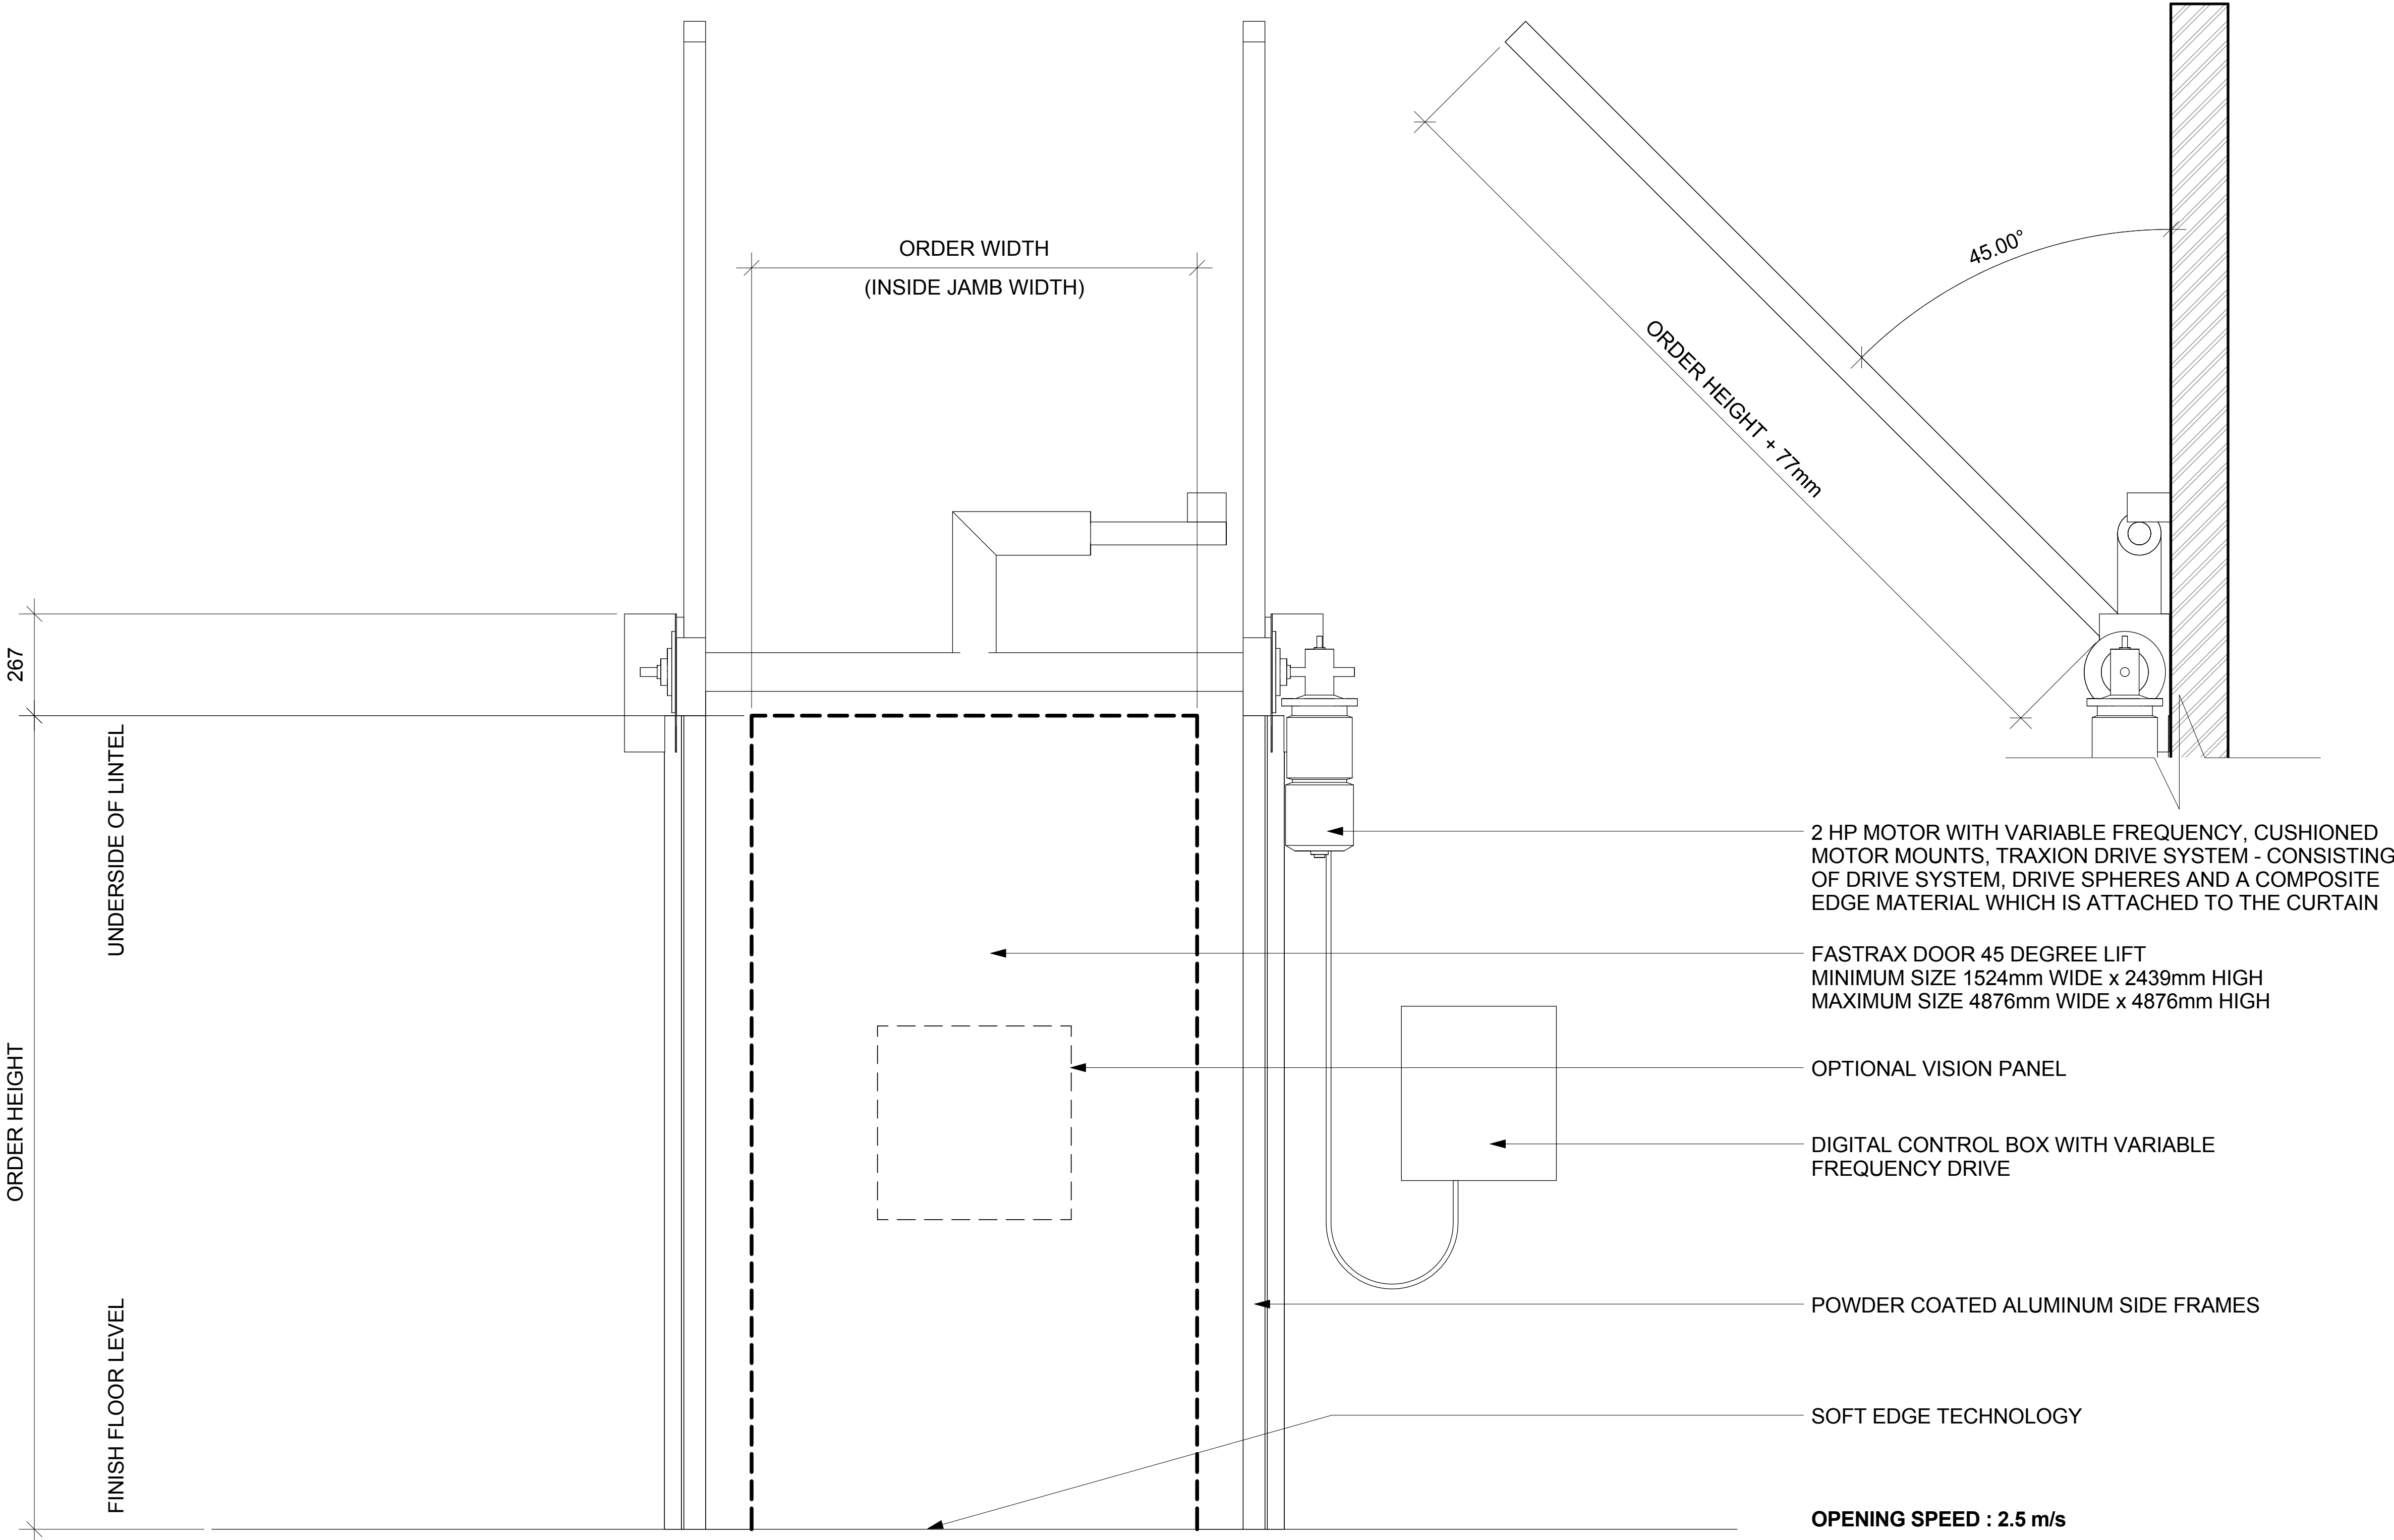 ORDER WIDTH
(INSIDE JAMB WIDTH)
45.00°
ORDER HEIGHT + 77mm
267
UNDERSIDE OF LINTEL
ORDER HEIGHT
FINISH FLOOR LEVEL
2 HP MOTOR WITH VARIABLE FREQUENCY, CUSHIONED
MOTOR MOUNTS, TRAXION DRIVE SYSTEM - CONSISTING
OF DRIVE SYSTEM, DRIVE SPHERES AND A COMPOSITE
EDGE MATERIAL WHICH IS ATTACHED TO THE CURTAIN
FASTRAX DOOR 45 DEGREE LIFT
MINIMUM SIZE 1524mm WIDE x 2439mm HIGH
MAXIMUM SIZE 4876mm WIDE x 4876mm HIGH
OPTIONAL VISION PANEL
DIGITAL CONTROL BOX WITH VARIABLE
FREQUENCY DRIVE
POWDER COATED ALUMINUM SIDE FRAMES
SOFT EDGE TECHNOLOGY
OPENING SPEED : 2.5 m/s